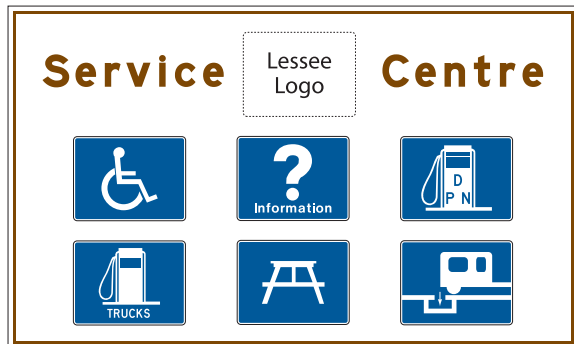 Service
Lessee
Logo
Centre
?
Information
D
P N
TRUCKS